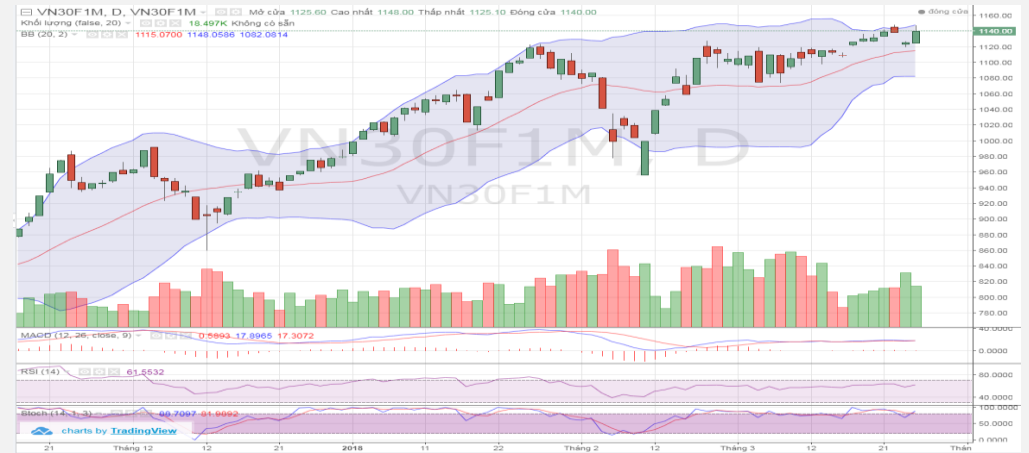 VN30F1M, D, VN30F1M Mở cửa 1125.60 Cao nhất 1148.00 Thấp nhất 1125.10 Đóng cửa 1140.00
đóng cửa
Khối lượng (false, 20) 18.497K Không có sẵn
BB (20, 2) 1115.0700 1148.0586 1082.0814
VN30F1M, D
VN30F1M
1160.00
1140.00
1120.00
1100.00
1080.00
1060.00
1040.00
1020.00
1000.00
980.00
960.00
940.00
920.00
900.00
880.00
860.00
840.00
820.00
800.00
780.00
MACD (12, 26, close, 9) 0.5893 17.8965 17.3072
40.0000
0.0000
RSI (14) 61.5532
80.0000
40.0000
Stoch (14, 1, 3) 88.7097 81.9892
100.0000
50.0000
0.0000
charts by TradingView
21 Tháng 12 12 21 2018 11 22 Tháng 2 12 Tháng 3 12 21 Thán